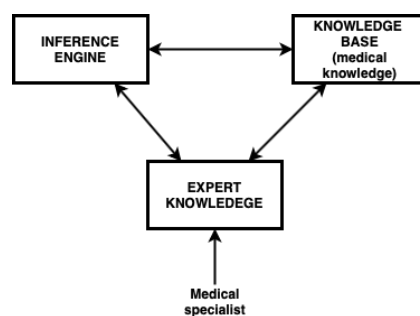 INFERENCE
ENGINE
KNOWLEDGE
BASE
(medical
knowledge)
EXPERT
KNOWLEDEGE
Medical
specialist